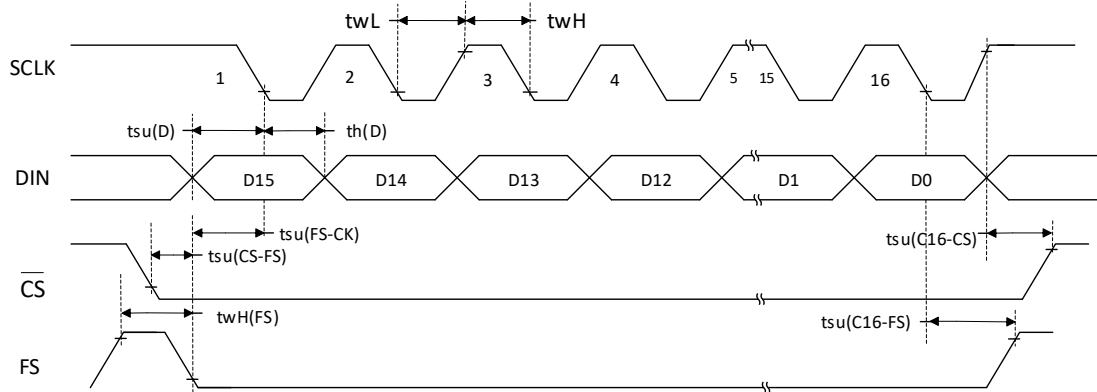 twL twH
SCLK 1 2 3 4 5 15 16
tsu(D) th(D)
DIN D15 D14 D13 D12 D1 D0
tsu(FS-CK)
tsu(C16-CS)
tsu(CS-FS)
CS
twH(FS)
tsu(C16-FS)
FS